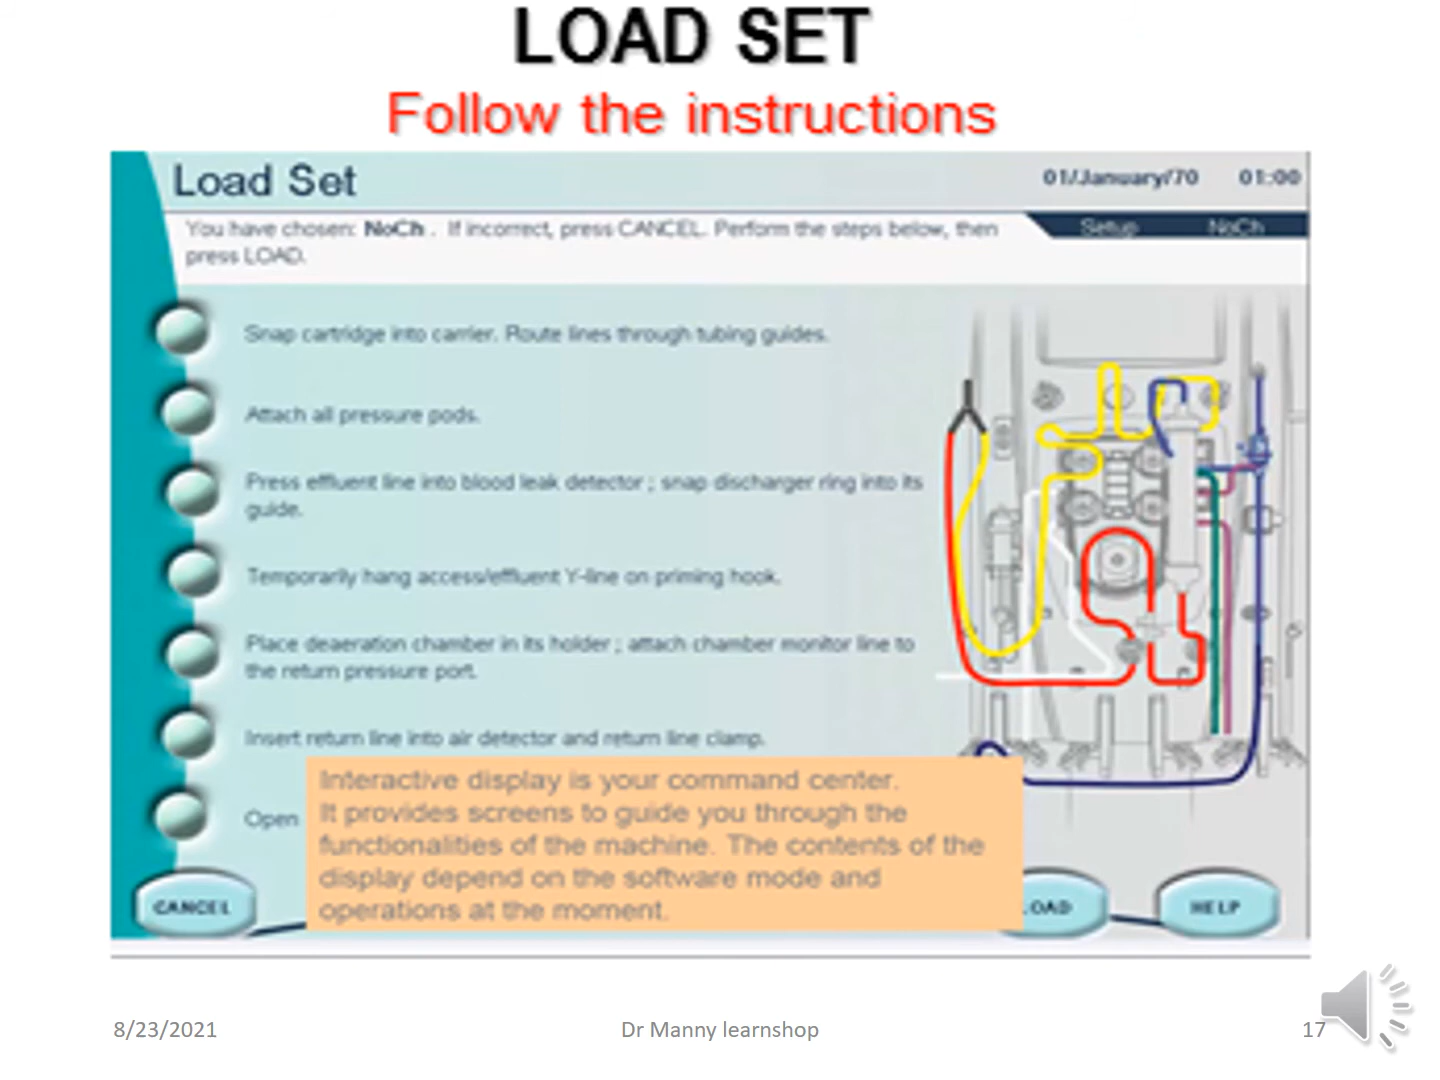 LOAD SET
Follow the instructions
Load Set
01/January/70 01:00
You have chosen: NoCh . If incorrect, press CANCEL. Perform the steps below, then
press LOAD.
Setup NoCh
Snap cartridge into carrier. Route lines through tubing guides.
Attach all pressure pods.
Press effluent line into blood leak detector ; snap discharger ring into its
guide.
Temporarily hang access/effluent Y-line on priming hook.
Place deaeration chamber in its holder ; attach chamber monitor line to
the return pressure port.
Insert return line into air detector and return line clamp.
Open
Interactive display is your command center.
It provides screens to guide you through the
functionalities of the machine. The contents of the
display depend on the software mode and
operations at the moment.
CANCEL OAD HELP
8/23/2021 Dr Manny learnshop 17